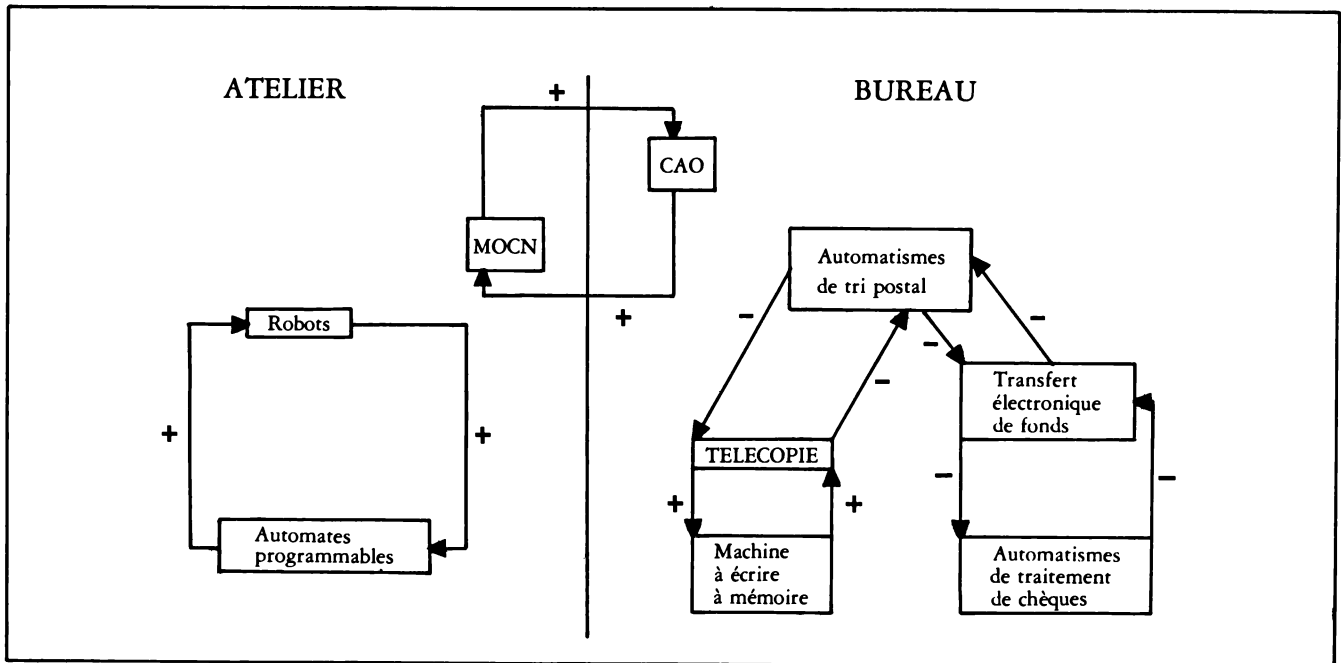 ATELIER
BUREAU
+
CAO
MOCN
+
Automatismes
de tri postal
Robots
+
+
Automates
programmables
−
−
−
−
Transfert
électronique
de fonds
TELECOPIE
+
+
−
−
Machine
à écrire
à mémoire
Automatismes
de traitement
de chèques